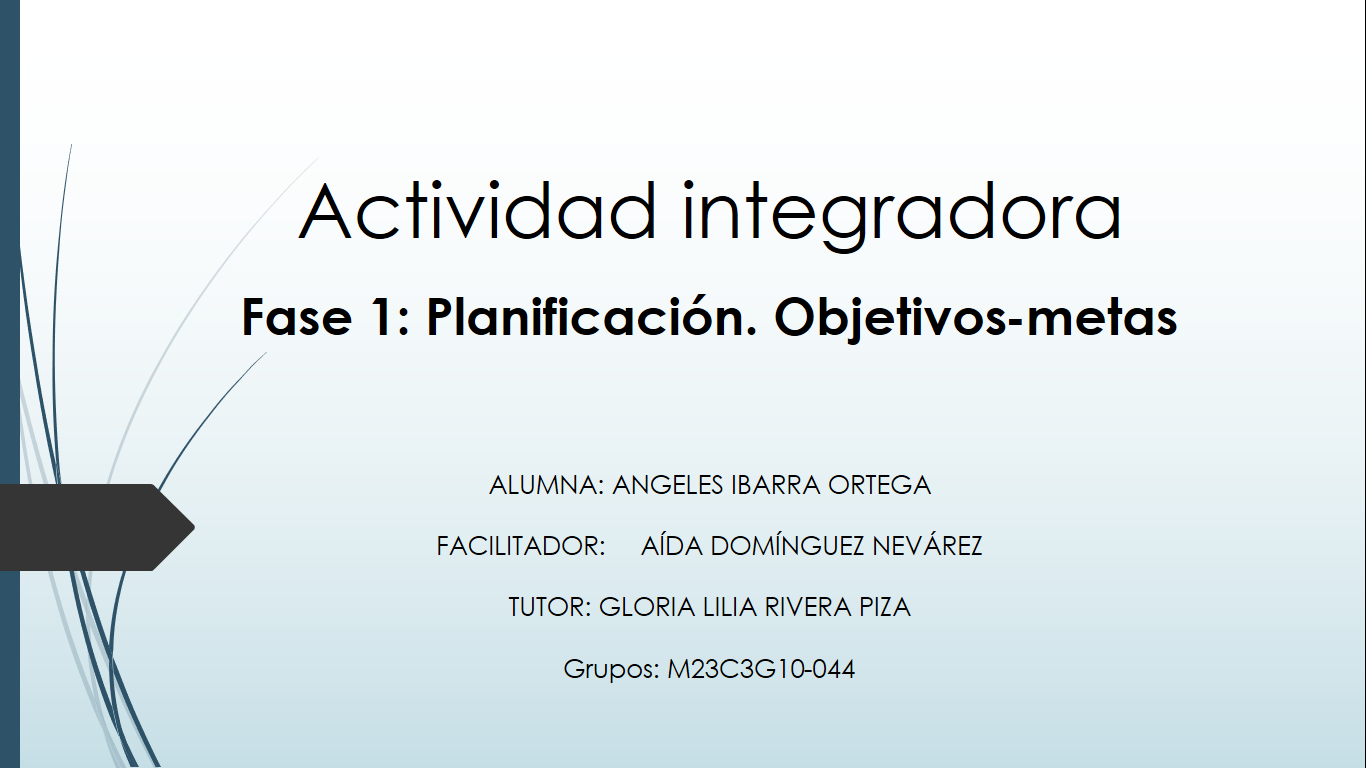 Actividad integradora
Fase 1: Planificación. Objetivos-metas
ALUMNA: ANGELES IBARRA ORTEGA
FACILITADOR: AÍDA DOMÍNGUEZ NEVÁREZ
TUTOR: GLORIA LILIA RIVERA PIZA
Grupos: M23C3G10-044